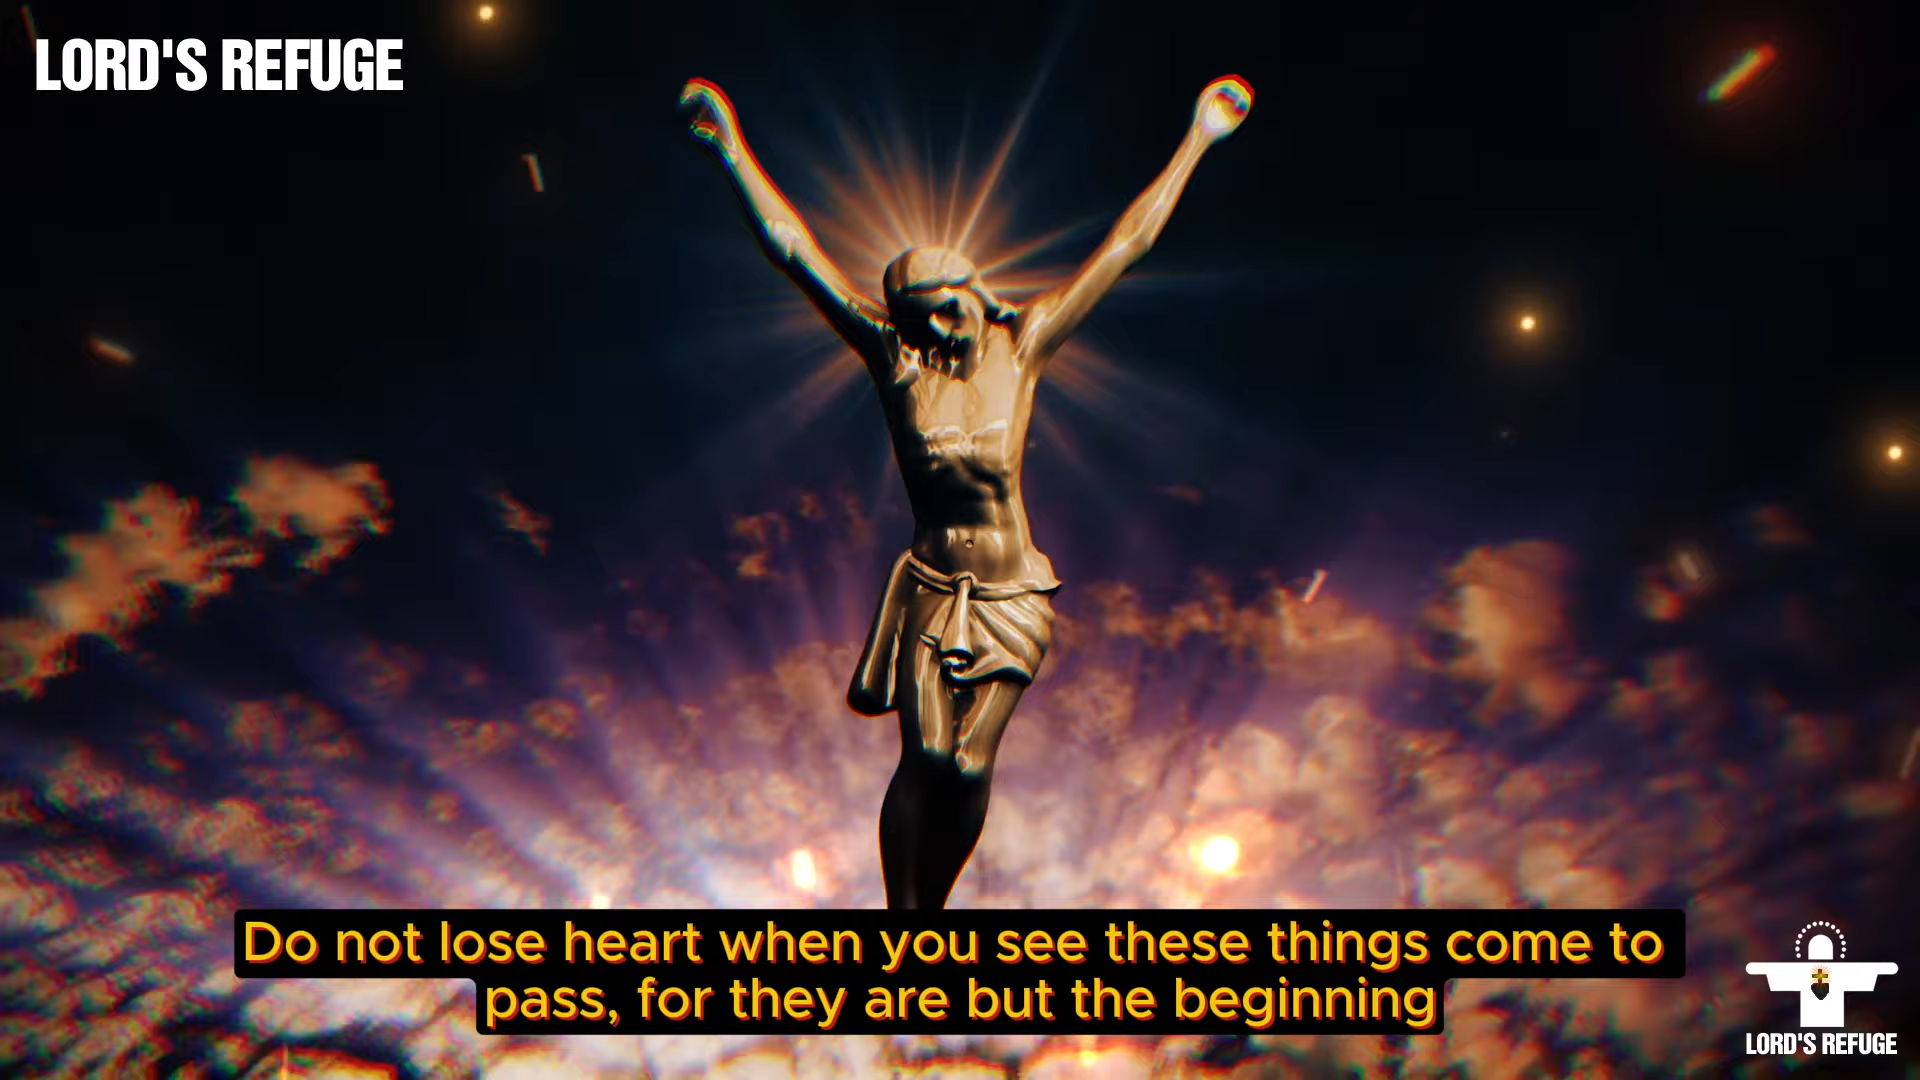 LORD'S REFUGE
Do not lose heart when you see these things come to
pass, for they are but the beginning
LORD'S REFUGE